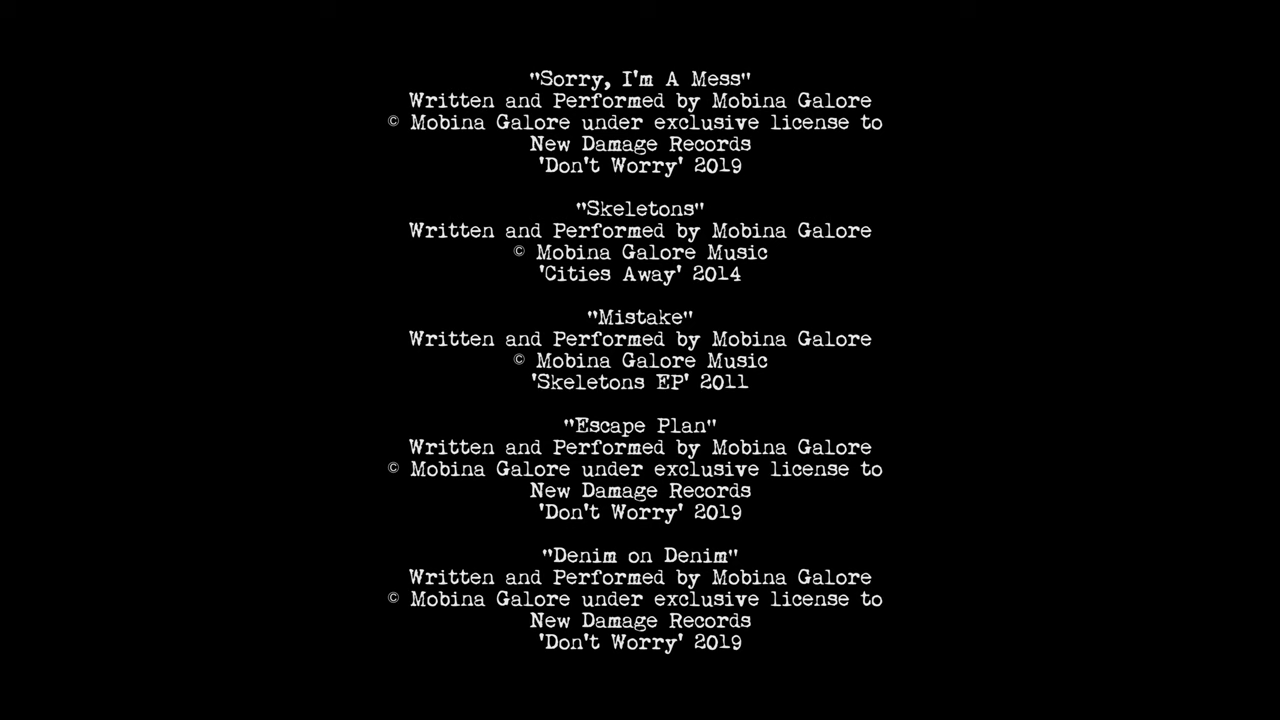 "Sorry, I'm A Mess"
Written and Performed by Mobina Galore
© Mobina Galore under exclusive license to
New Damage Records
'Don't Worry' 2019
"Skeletons"
Written and Performed by Mobina Galore
© Mobina Galore Music
'Cities Away' 2014
"Mistake"
Written and Performed by Mobina Galore
© Mobina Galore Music
'Skeletons EP' 2011
"Escape Plan"
Written and Performed by Mobina Galore
© Mobina Galore under exclusive license to
New Damage Records
'Don't Worry' 2019
"Denim on Denim"
Written and Performed by Mobina Galore
© Mobina Galore under exclusive license to
New Damage Records
'Don't Worry' 2019